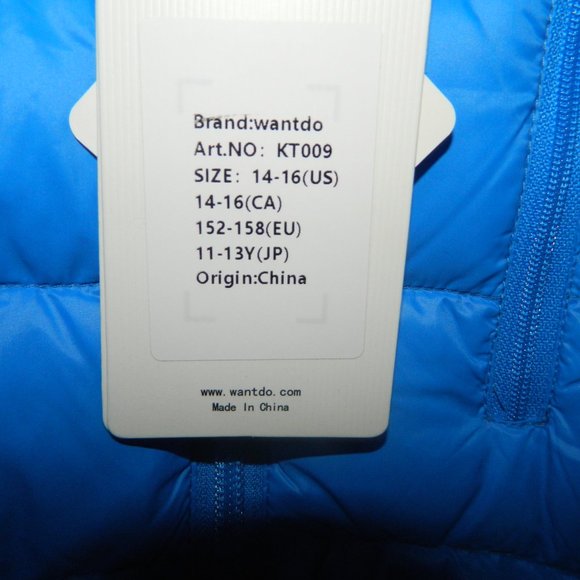 Brand:wantdo
Art.NO: KT009
SIZE: 14-16(US)
14-16(CA)
152-158(EU)
11-13Y(JP)
Origin:China
www.wantdo.com
Made In China